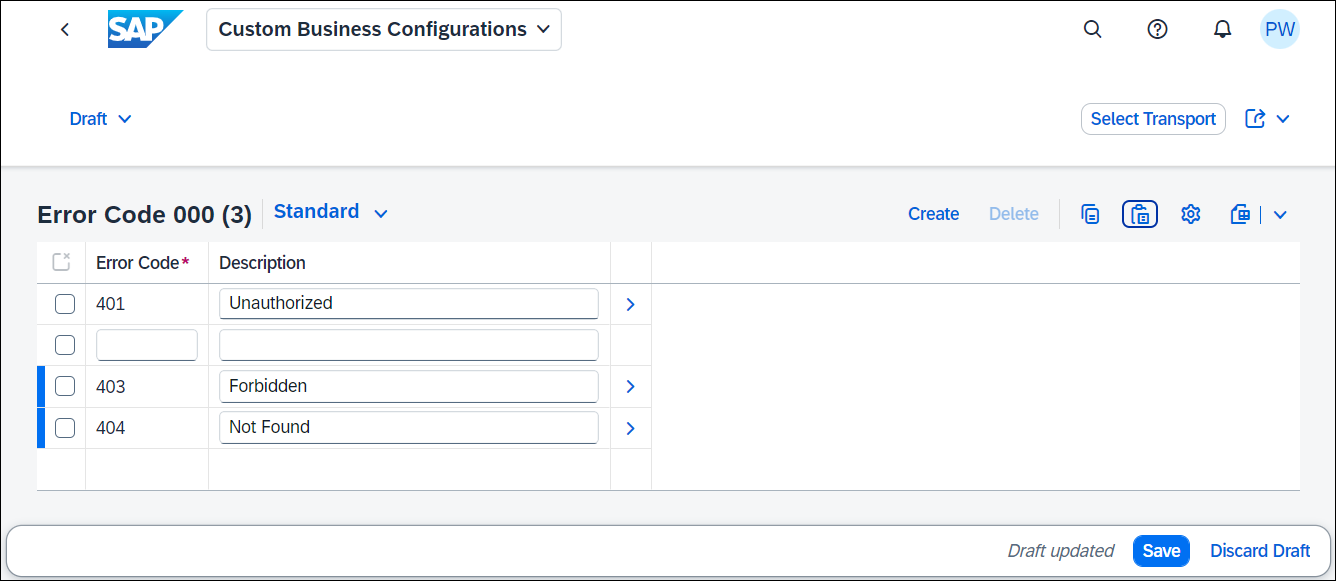 SAP Custom Business Configurations PW
Draft Select Transport
Error Code 000 (3) Standard Create Delete
Error Code* Description
401 Unauthorized
403 Forbidden
404 Not Found
Draft updated Save Discard Draft